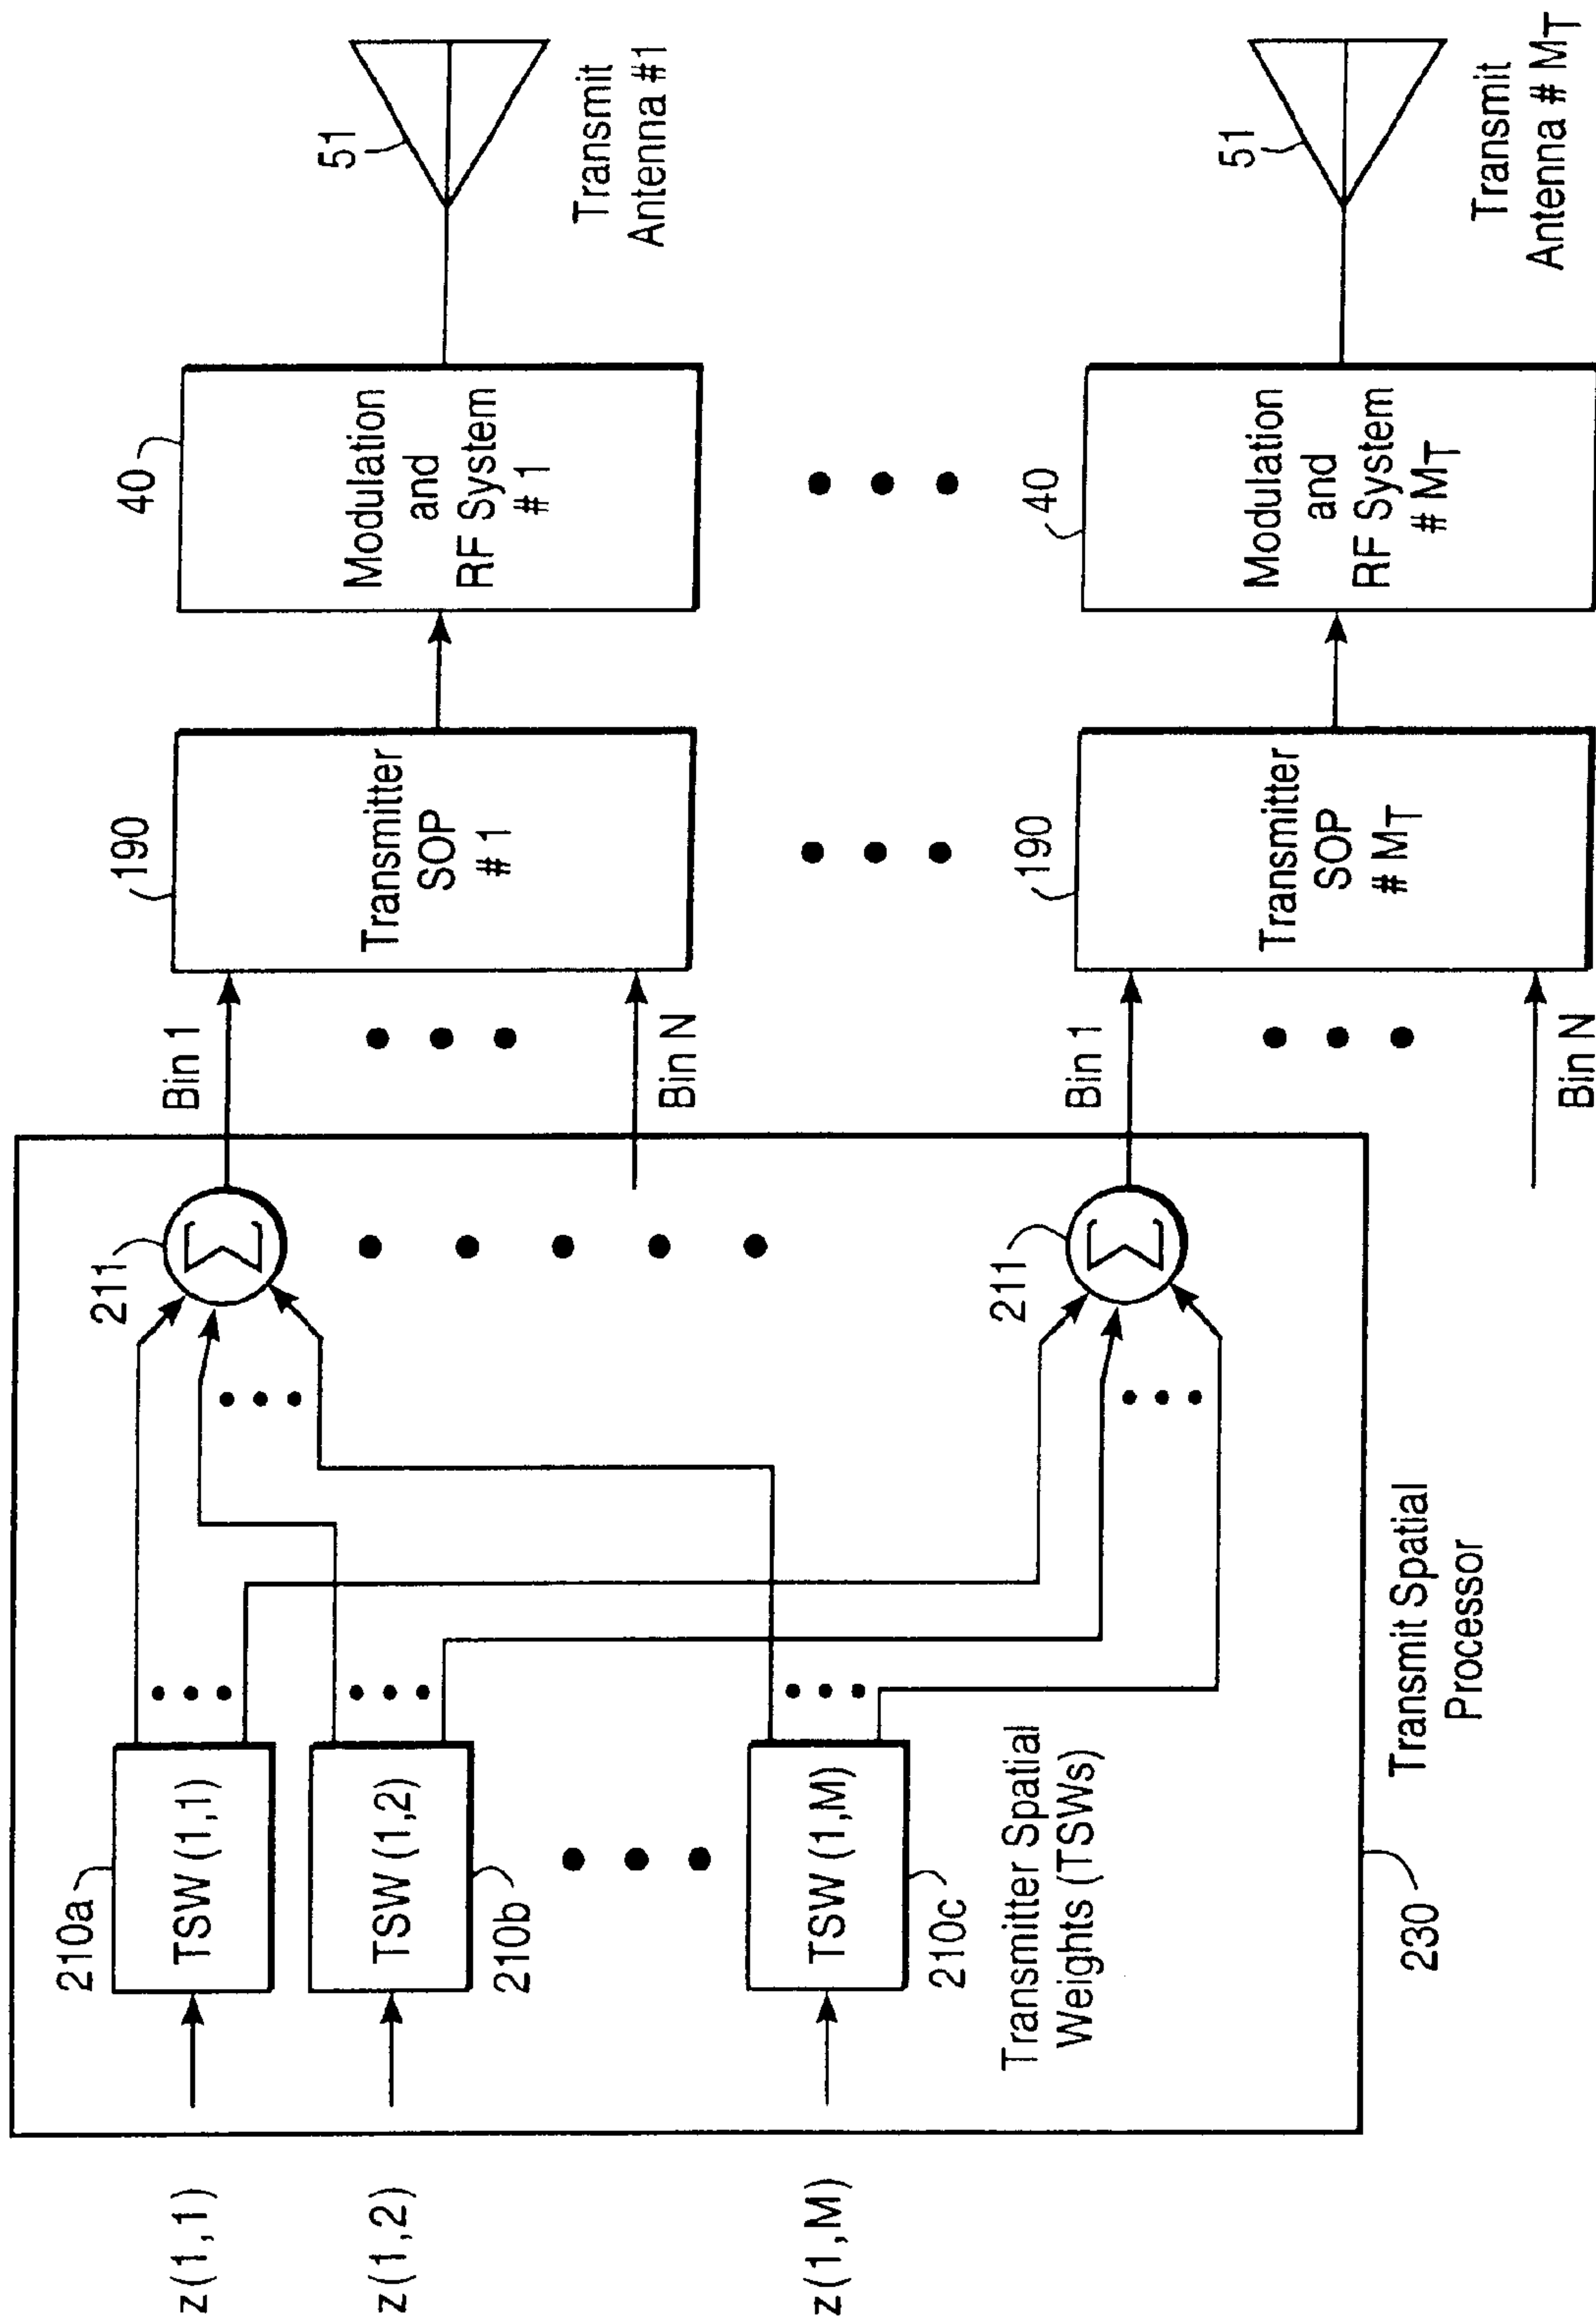 z(1,1)
z(1,2)
z(1,M)
210a
TSW (1,1)
TSW (1,2)
210b
TSW (1,M)
210c
Transmitter Spatial
Weights (TSWs)
211
Σ
211
Σ
230
Transmit Spatial
Processor
Bin 1
Bin N
Bin 1
Bin N
190
Transmitter
SOP
# 1
190
Transmitter
SOP
# MT
40
Modulation
and
RF System
# 1
40
Modulation
and
RF System
# MT
51
Transmit
Antenna #1
51
Transmit
Antenna # MT